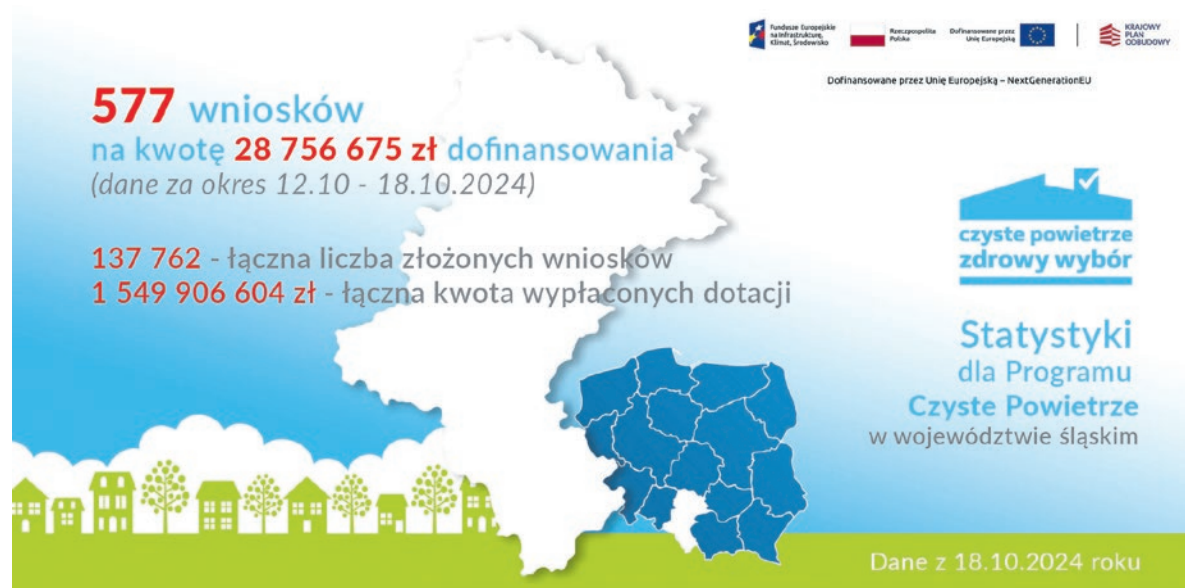 Fundusze Europejskie
na Infrastrukturę,
Klimat, Środowisko
Rzeczpospolita
Polska
Dofinansowane przez
Unię Europejską
KRAJOWY
PLAN
ODBUDOWY
Dofinansowane przez Unię Europejską – NextGenerationEU
577 wniosków
na kwotę 28 756 675 zł dofinansowania
(dane za okres 12.10 - 18.10.2024)
137 762 - łączna liczba złożonych wniosków
1 549 906 604 zł - łączna kwota wypłaconych dotacji
czyste powietrze
zdrowy wybór
Statystyki
dla Programu
Czyste Powietrze
w województwie śląskim
Dane z 18.10.2024 roku